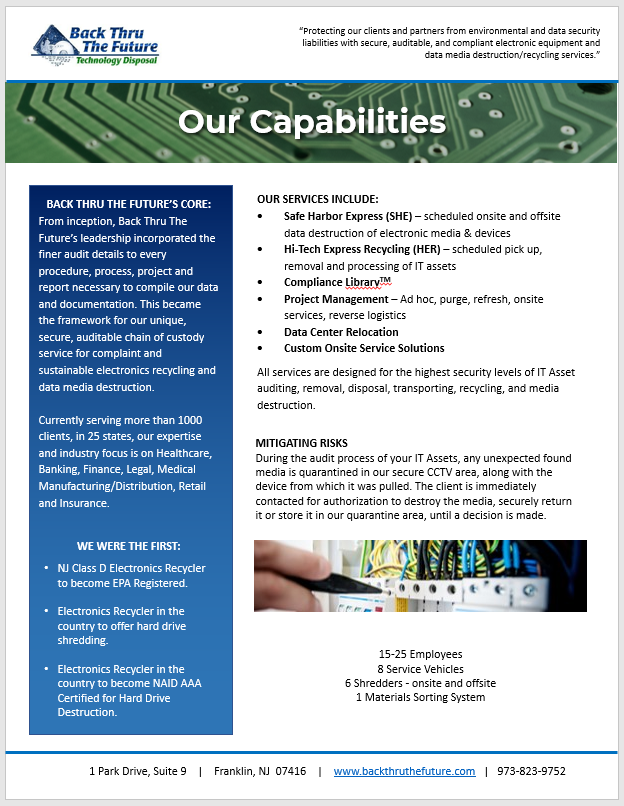 Back Thru
The Future
Technology Disposal
“Protecting our clients and partners from environmental and data security
liabilities with secure, auditable, and compliant electronic equipment and
data media destruction/recycling services.”
Our Capabilities
BACK THRU THE FUTURE’S CORE:
From inception, Back Thru The
Future’s leadership incorporated the
finer audit details to every
procedure, process, project and
report necessary to compile our data
and documentation. This became
the framework for our unique,
secure, auditable chain of custody
service for complaint and
sustainable electronics recycling and
data media destruction.
Currently serving more than 1000
clients, in 25 states, our expertise
and industry focus is on Healthcare,
Banking, Finance, Legal, Medical
Manufacturing/Distribution, Retail
and Insurance.
WE WERE THE FIRST:
• NJ Class D Electronics Recycler
to become EPA Registered.
• Electronics Recycler in the
country to offer hard drive
shredding.
• Electronics Recycler in the
country to become NAID AAA
Certified for Hard Drive
Destruction.
OUR SERVICES INCLUDE:
• Safe Harbor Express (SHE) – scheduled onsite and offsite
data destruction of electronic media & devices
• Hi-Tech Express Recycling (HER) – scheduled pick up,
removal and processing of IT assets
• Compliance Library™
• Project Management – Ad hoc, purge, refresh, onsite
services, reverse logistics
• Data Center Relocation
• Custom Onsite Service Solutions
All services are designed for the highest security levels of IT Asset
auditing, removal, disposal, transporting, recycling, and media
destruction.
MITIGATING RISKS
During the audit process of your IT Assets, any unexpected found
media is quarantined in our secure CCTV area, along with the
device from which it was pulled. The client is immediately
contacted for authorization to destroy the media, securely return
it or store it in our quarantine area, until a decision is made.
15-25 Employees
8 Service Vehicles
6 Shredders - onsite and offsite
1 Materials Sorting System
1 Park Drive, Suite 9 | Franklin, NJ 07416 | www.backthruthefuture.com | 973-823-9752